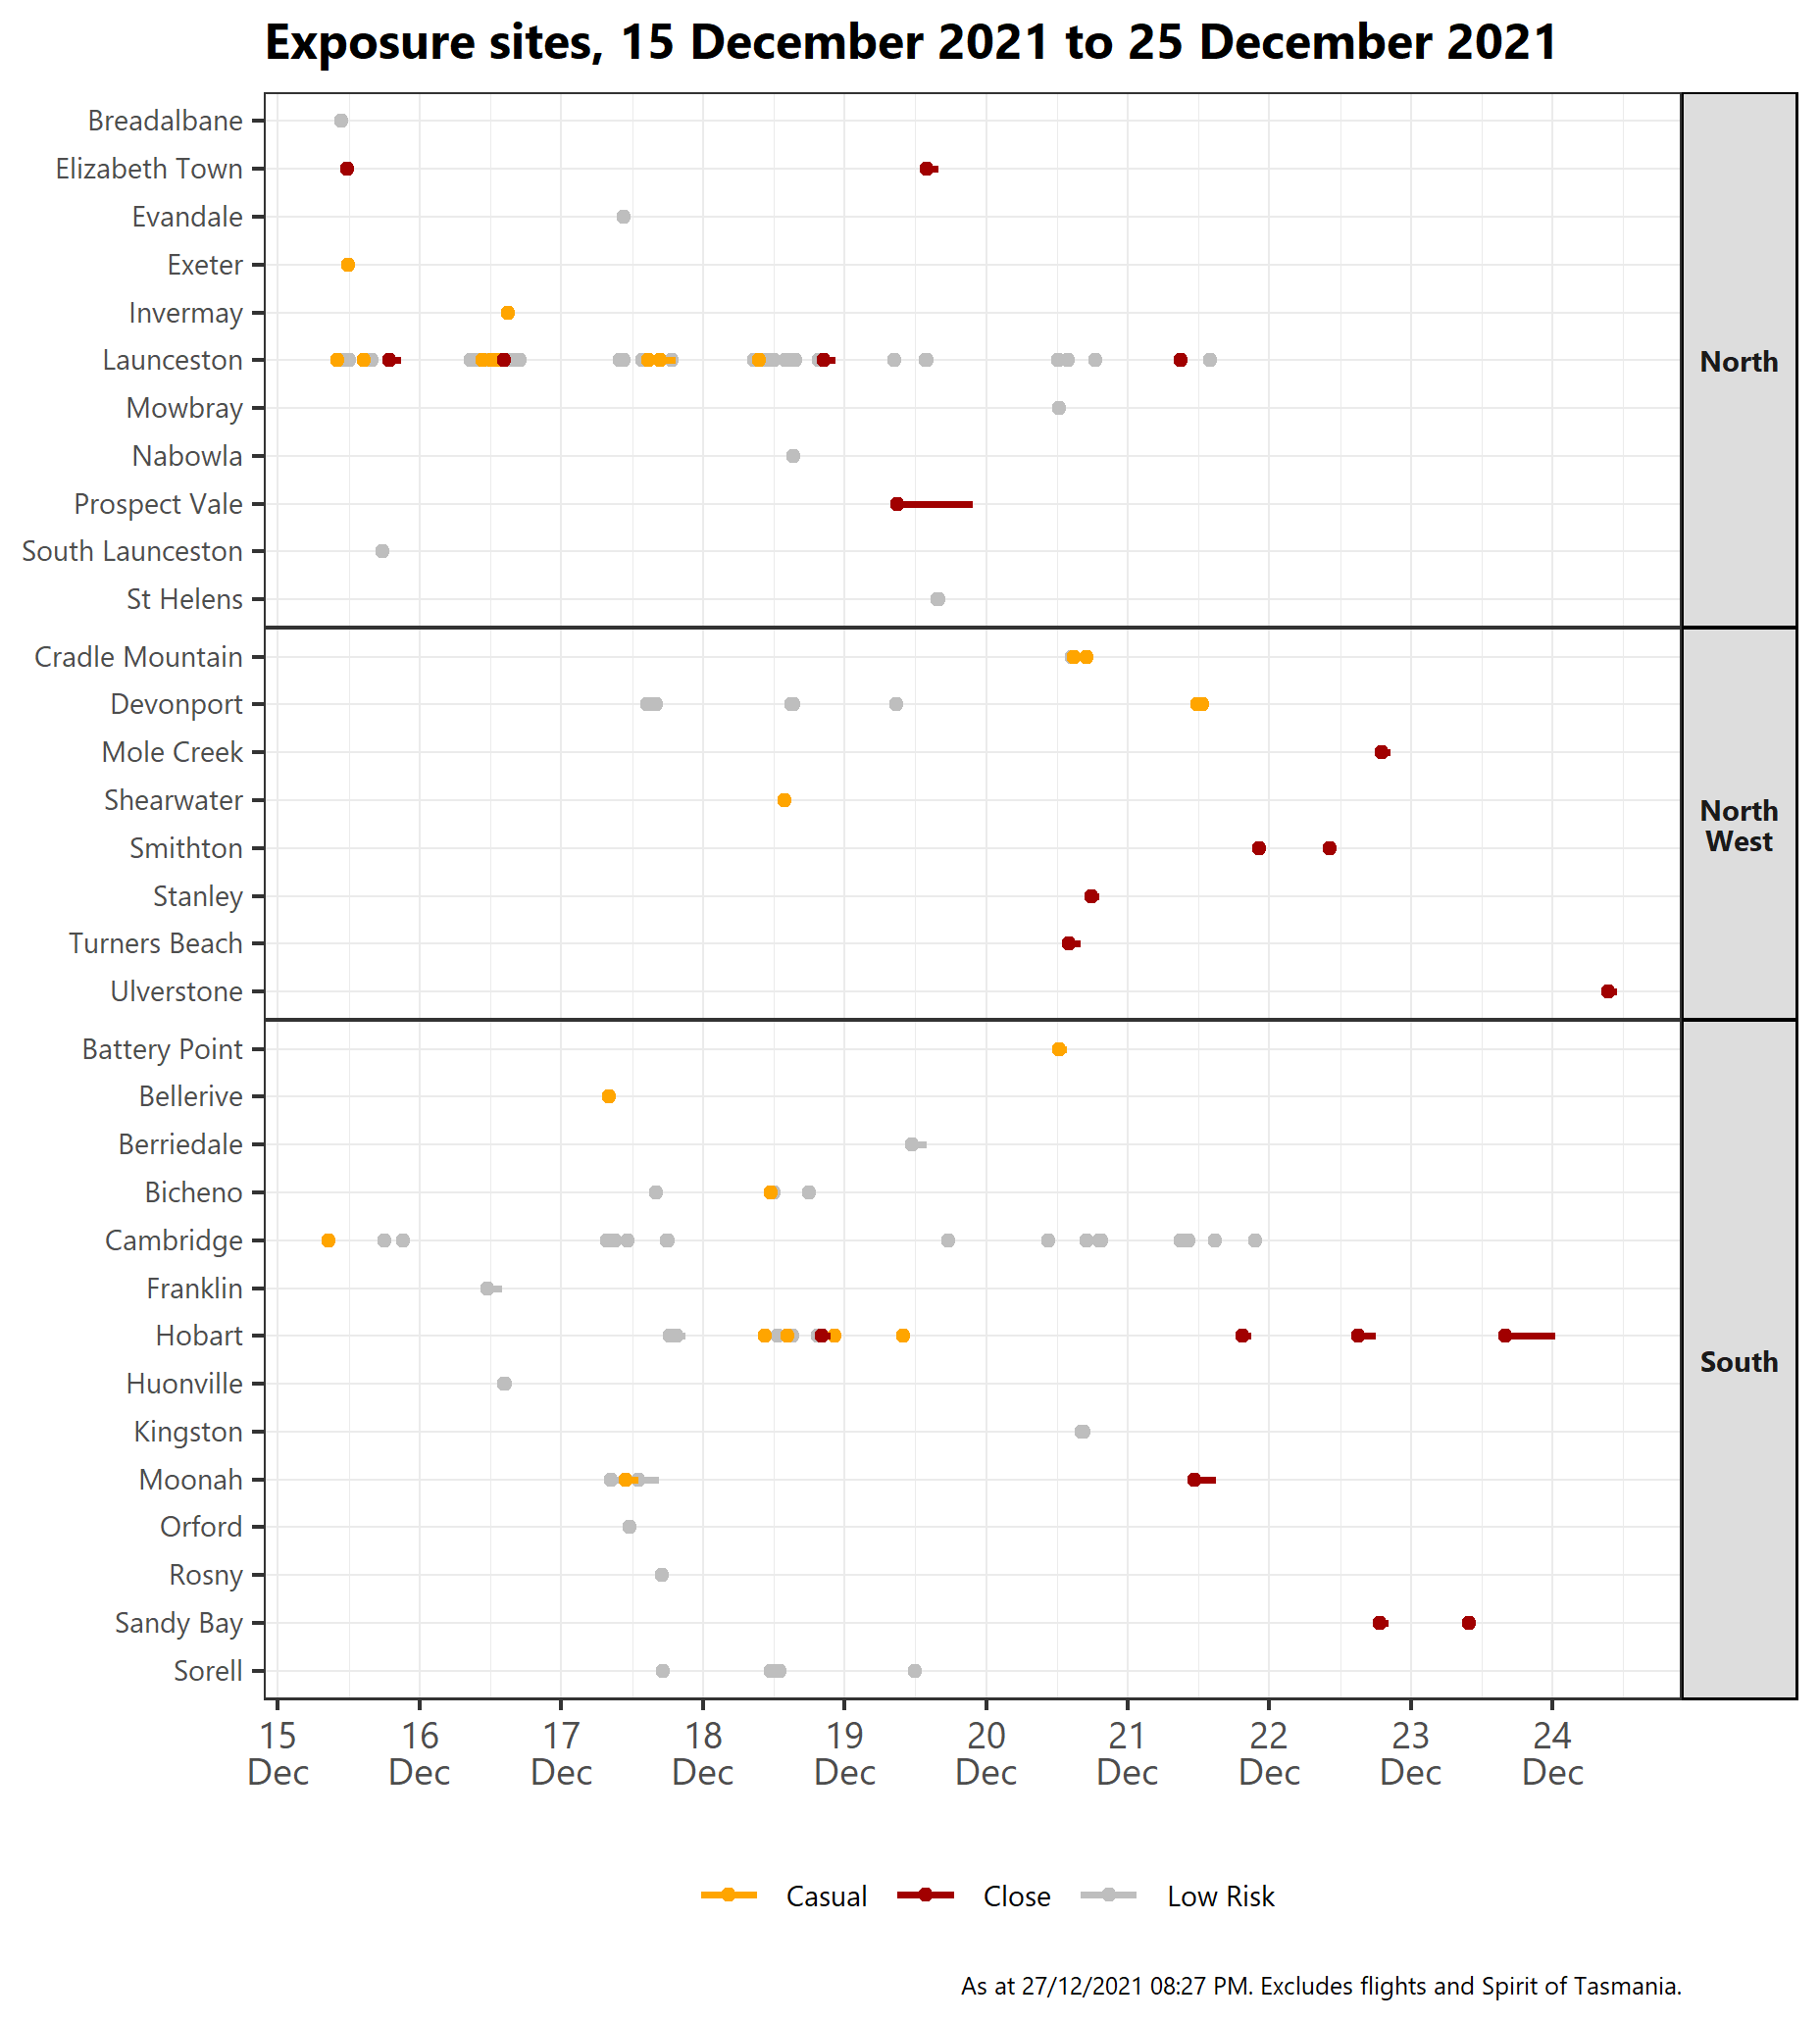 Exposure sites, 15 December 2021 to 25 December 2021
Breadalbane
Elizabeth Town
Evandale
Exeter
Invermay
Launceston
Mowbray
Nabowla
Prospect Vale
South Launceston
St Helens
North
Cradle Mountain
Devonport
Mole Creek
Shearwater
Smithton
Stanley
Turners Beach
Ulverstone
North
West
Battery Point
Bellerive
Berriedale
Bicheno
Cambridge
Franklin
Hobart
Huonville
Kingston
Moonah
Orford
Rosny
Sandy Bay
Sorell
South
15 16 17 18 19 20 21 22 23 24
Dec Dec Dec Dec Dec Dec Dec Dec Dec Dec
Casual Close Low Risk
As at 27/12/2021 08:27 PM. Excludes flights and Spirit of Tasmania.